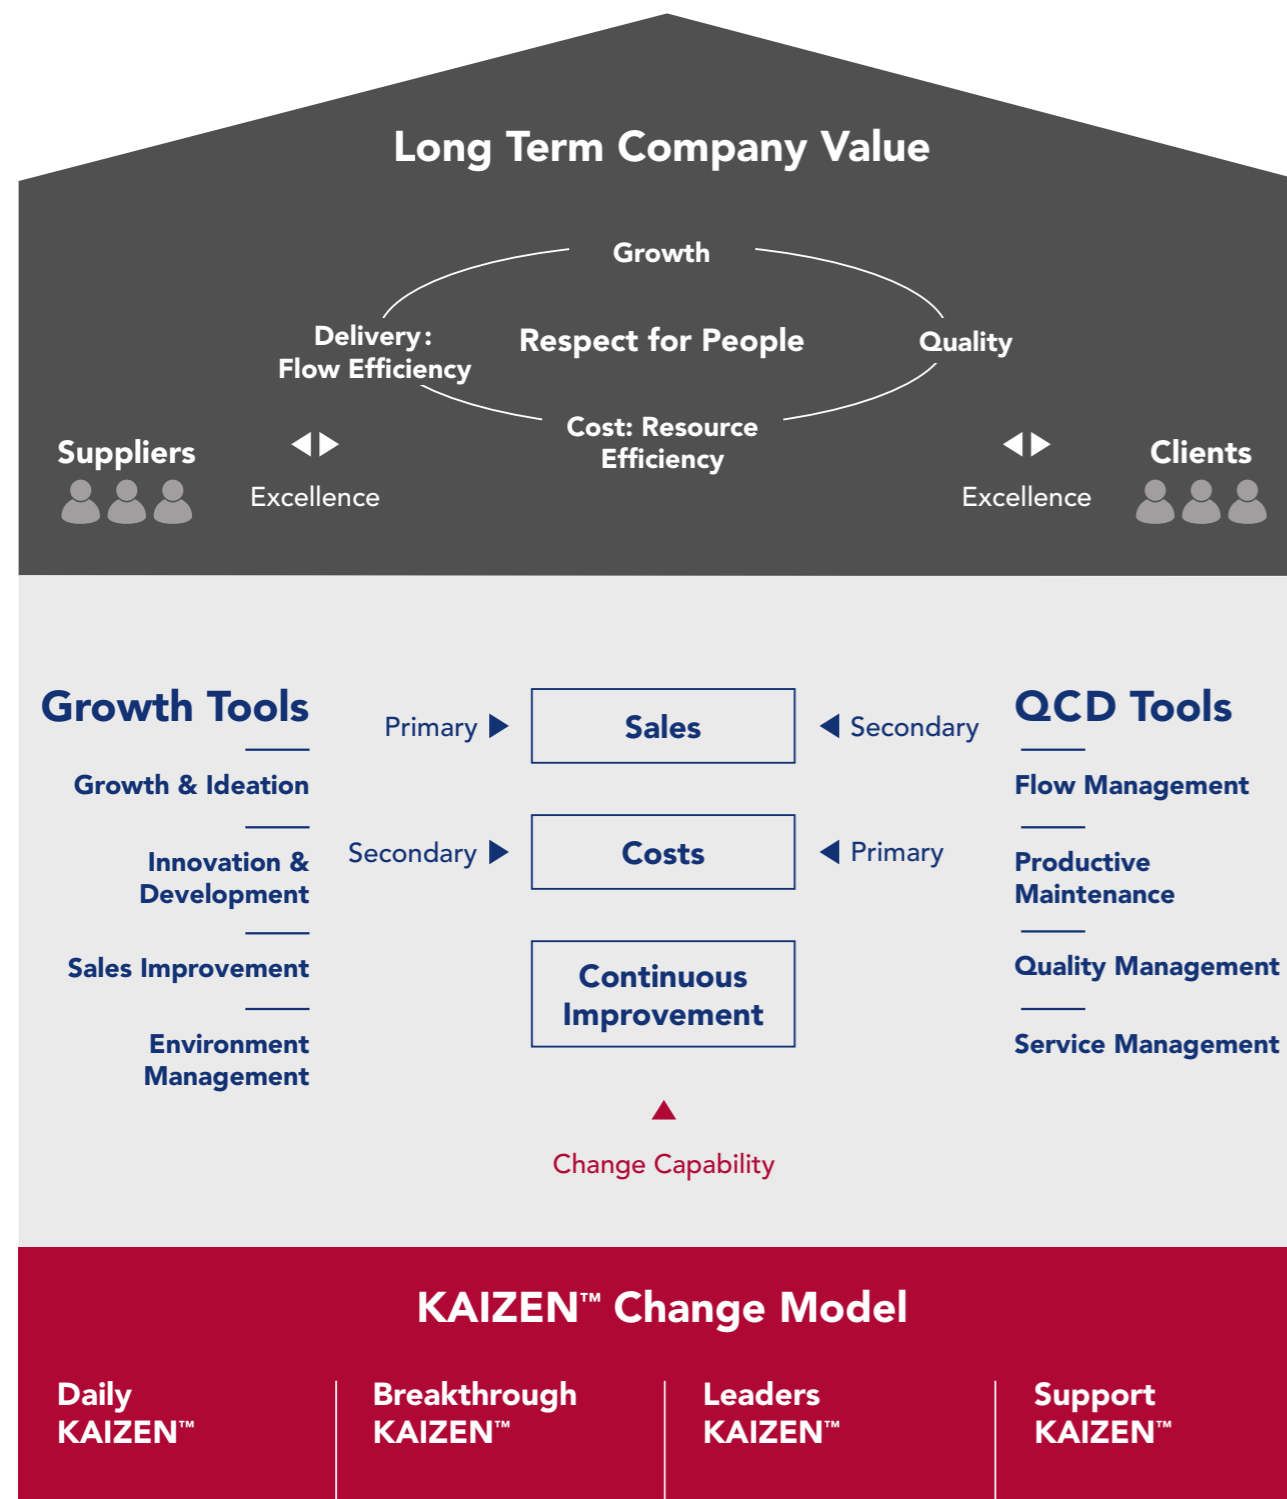 Long Term Company Value
Growth
Delivery:
Flow Efficiency
Respect for People
Quality
Cost: Resource
Efficiency
Suppliers
Excellence
Excellence
Clients
Growth Tools
Growth & Ideation
Innovation &
Development
Sales Improvement
Environment
Management
Primary
Sales
Secondary
Secondary
Costs
Primary
Continuous
Improvement
Change Capability
QCD Tools
Flow Management
Productive
Maintenance
Quality Management
Service Management
KAIZEN™ Change Model
Daily
KAIZEN™
Breakthrough
KAIZEN™
Leaders
KAIZEN™
Support
KAIZEN™